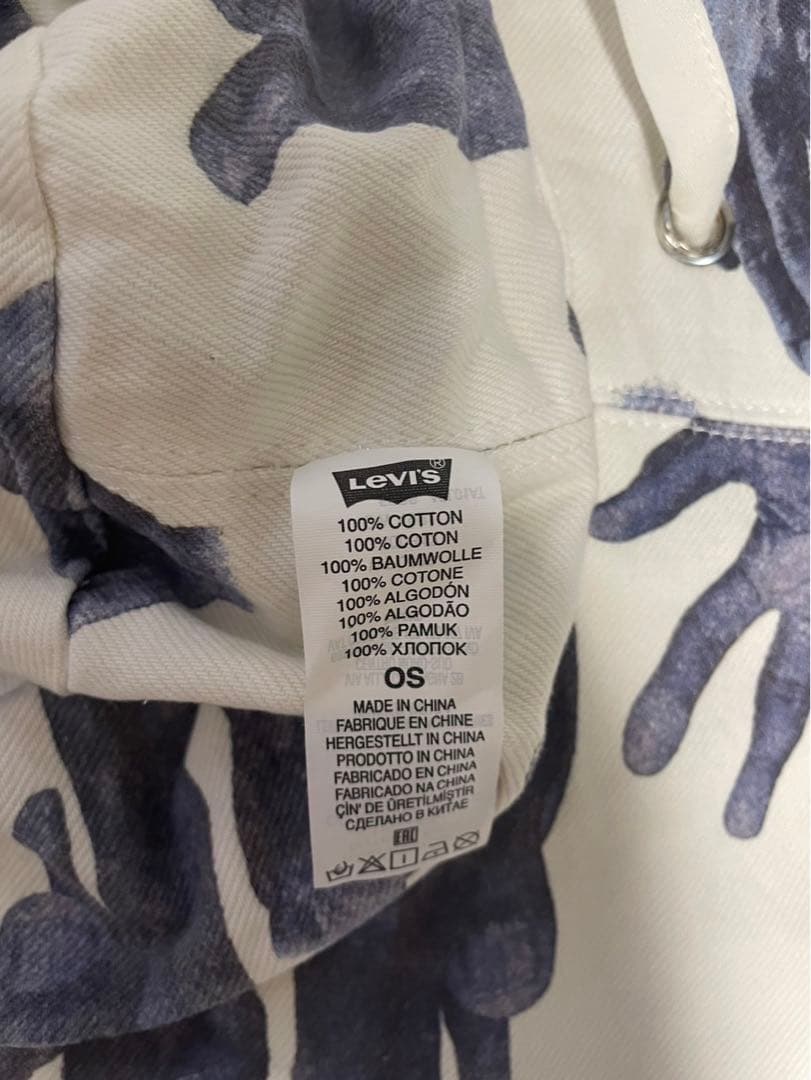 Levi's®
100% COTTON
100% COTON
100% BAUMWOLLE
100% COTONE
100% ALGODÓN
100% ALGODÃO
100% PAMUK
100% ХЛОПОК
OS
MADE IN CHINA
FABRIQUE EN CHINE
HERGESTELLT IN CHINA
PRODOTTO IN CHINA
FABRICADO EN CHINA
FABRICADO NA CHINA
ÇİN' DE ÜRETİLMİŞTİR
СДЕЛАНО В КИТАЕ
EAC